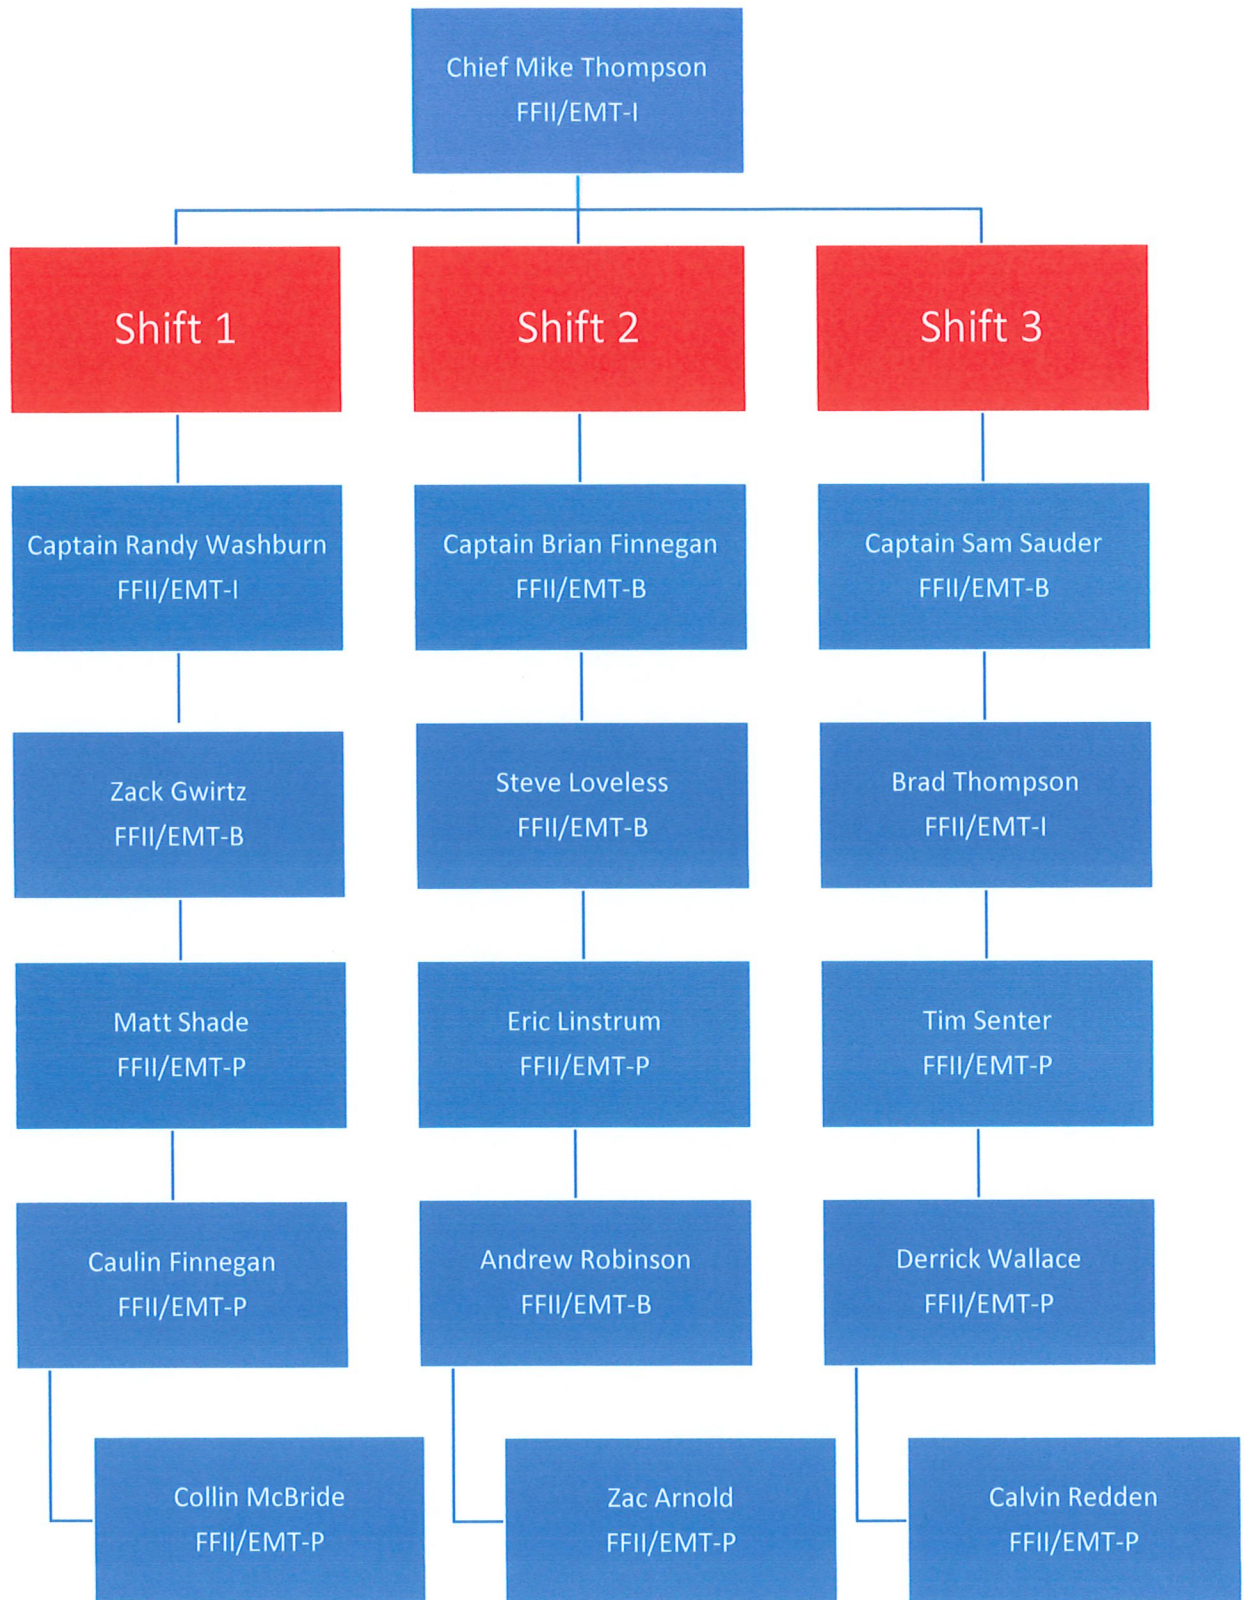 Chief Mike Thompson
FFII/EMT-I
Shift 1
Shift 2
Shift 3
Captain Randy Washburn
FFII/EMT-I
Captain Brian Finnegan
FFII/EMT-B
Captain Sam Sauder
FFII/EMT-B
Zack Gwirtz
FFII/EMT-B
Steve Loveless
FFII/EMT-B
Brad Thompson
FFII/EMT-I
Matt Shade
FFII/EMT-P
Eric Linstrum
FFII/EMT-P
Tim Senter
FFII/EMT-P
Caulin Finnegan
FFII/EMT-P
Andrew Robinson
FFII/EMT-B
Derrick Wallace
FFII/EMT-P
Collin McBride
FFII/EMT-P
Zac Arnold
FFII/EMT-P
Calvin Redden
FFII/EMT-P